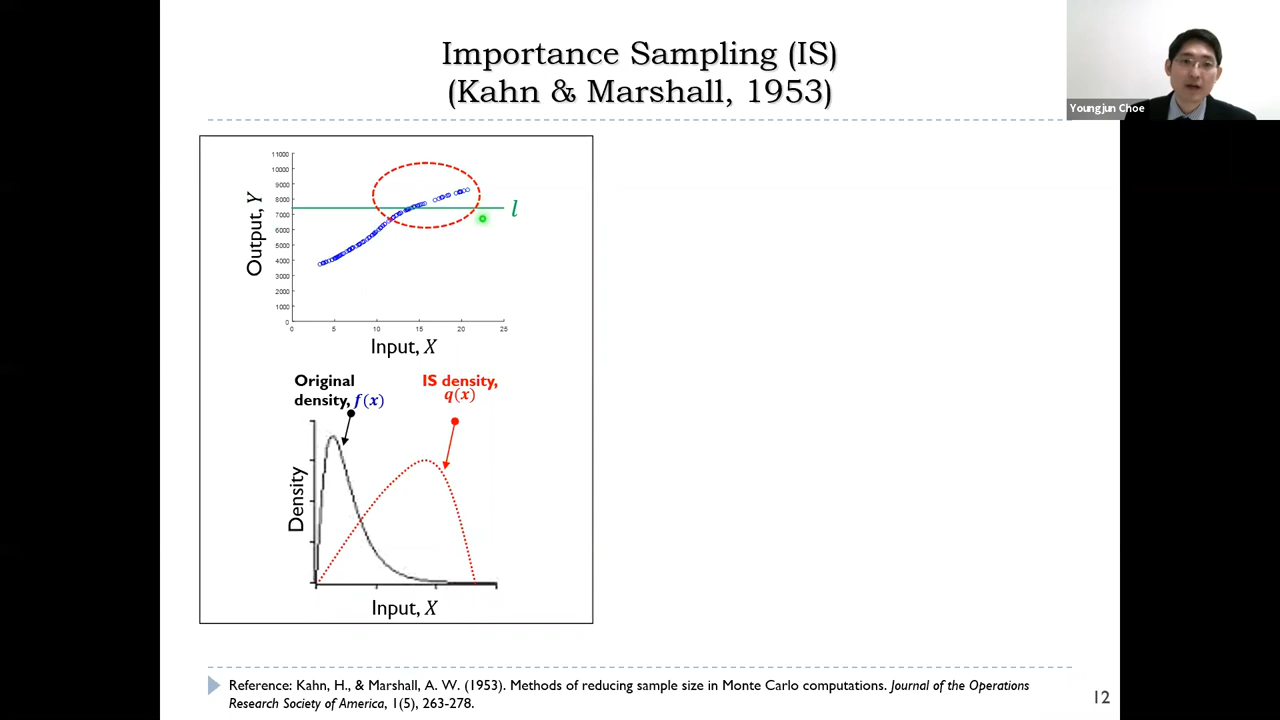 Importance Sampling (IS)
(Kahn & Marshall, 1953)
Youngjun Choe
11000
10000
9000
8000
7000
6000
5000
4000
3000
2000
1000
0
Output, Y
l
0 5 10 15 20 25
Input, X
Original
density, f(x)
IS density,
q(x)
Density
Input, X
Reference: Kahn, H., & Marshall, A. W. (1953). Methods of reducing sample size in Monte Carlo computations. Journal of the Operations
Research Society of America, 1(5), 263-278.
12